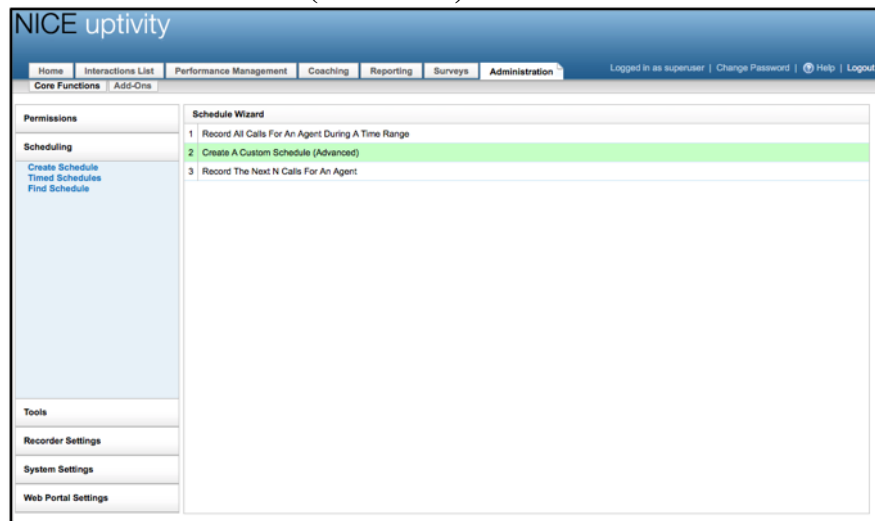 NICE uptivity
Home Interactions List Performance Management Coaching Reporting Surveys Administration Logged in as superuser | Change Password | Help | Logout
Core Functions Add-Ons
Permissions
Scheduling
Create Schedule
Timed Schedules
Find Schedule
Tools
Recorder Settings
System Settings
Web Portal Settings
Schedule Wizard
1 Record All Calls For An Agent During A Time Range
2 Create A Custom Schedule (Advanced)
3 Record The Next N Calls For An Agent